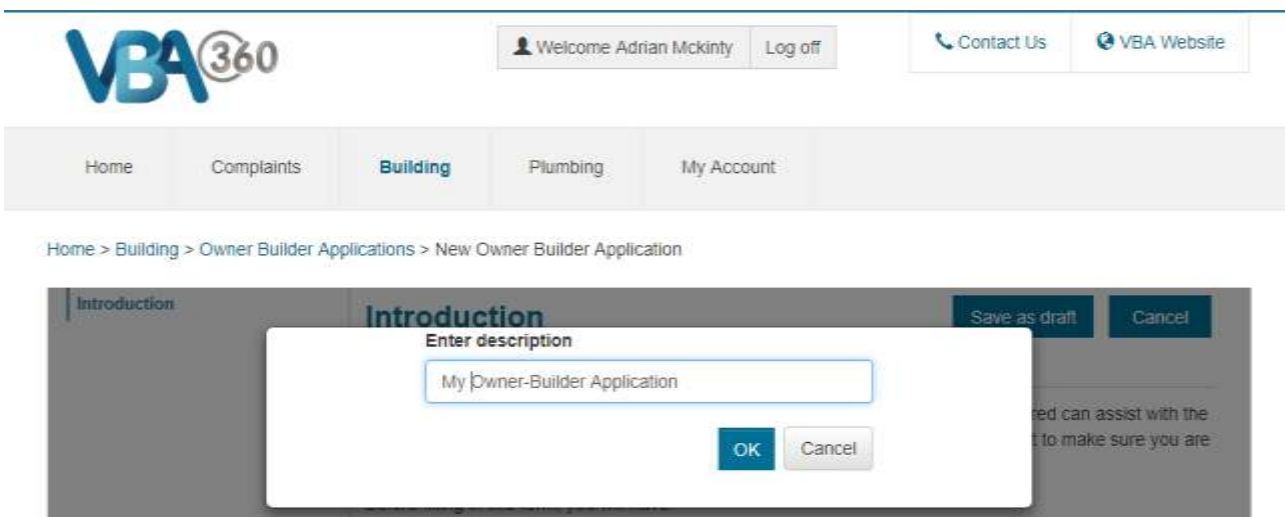 VBA 360
Welcome Adrian Mckinty Log off
Contact Us
VBA Website
Home Complaints Building Plumbing My Account
Home > Building > Owner Builder Applications > New Owner Builder Application
Introduction
Introduction
Save as draft Cancel
Enter description
My Owner-Builder Application
red can assist with the
to make sure you are
OK Cancel